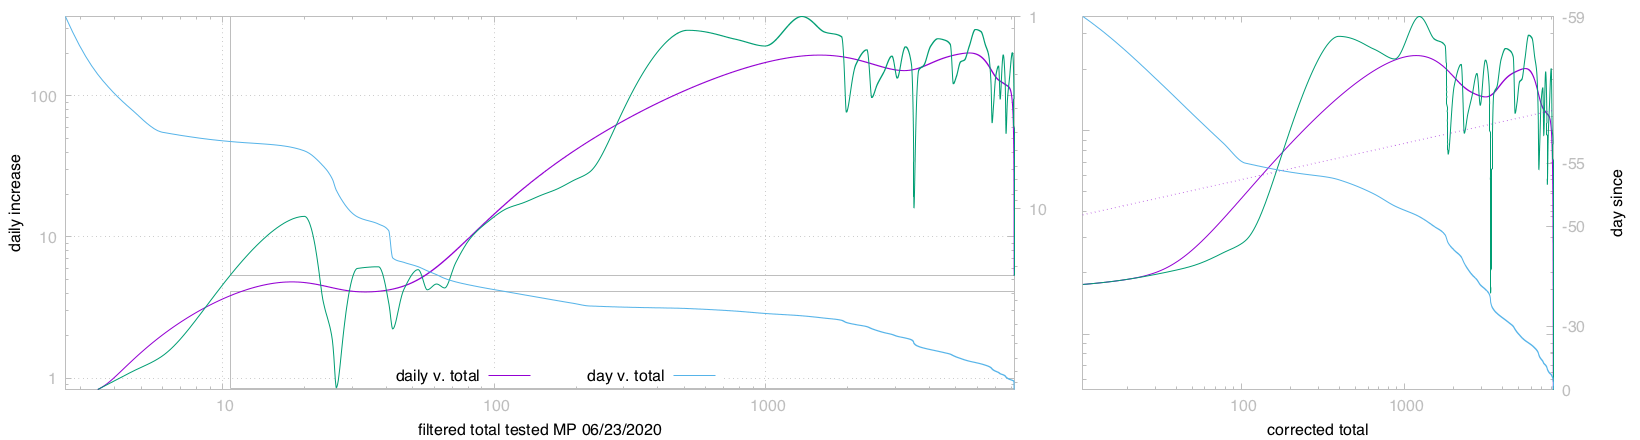 daily increase
100
10
1
10
100
1000
1
10
daily v. total
day v. total
filtered total tested MP 06/23/2020
-59
-55
-50
-30
0
day since
100
1000
corrected total